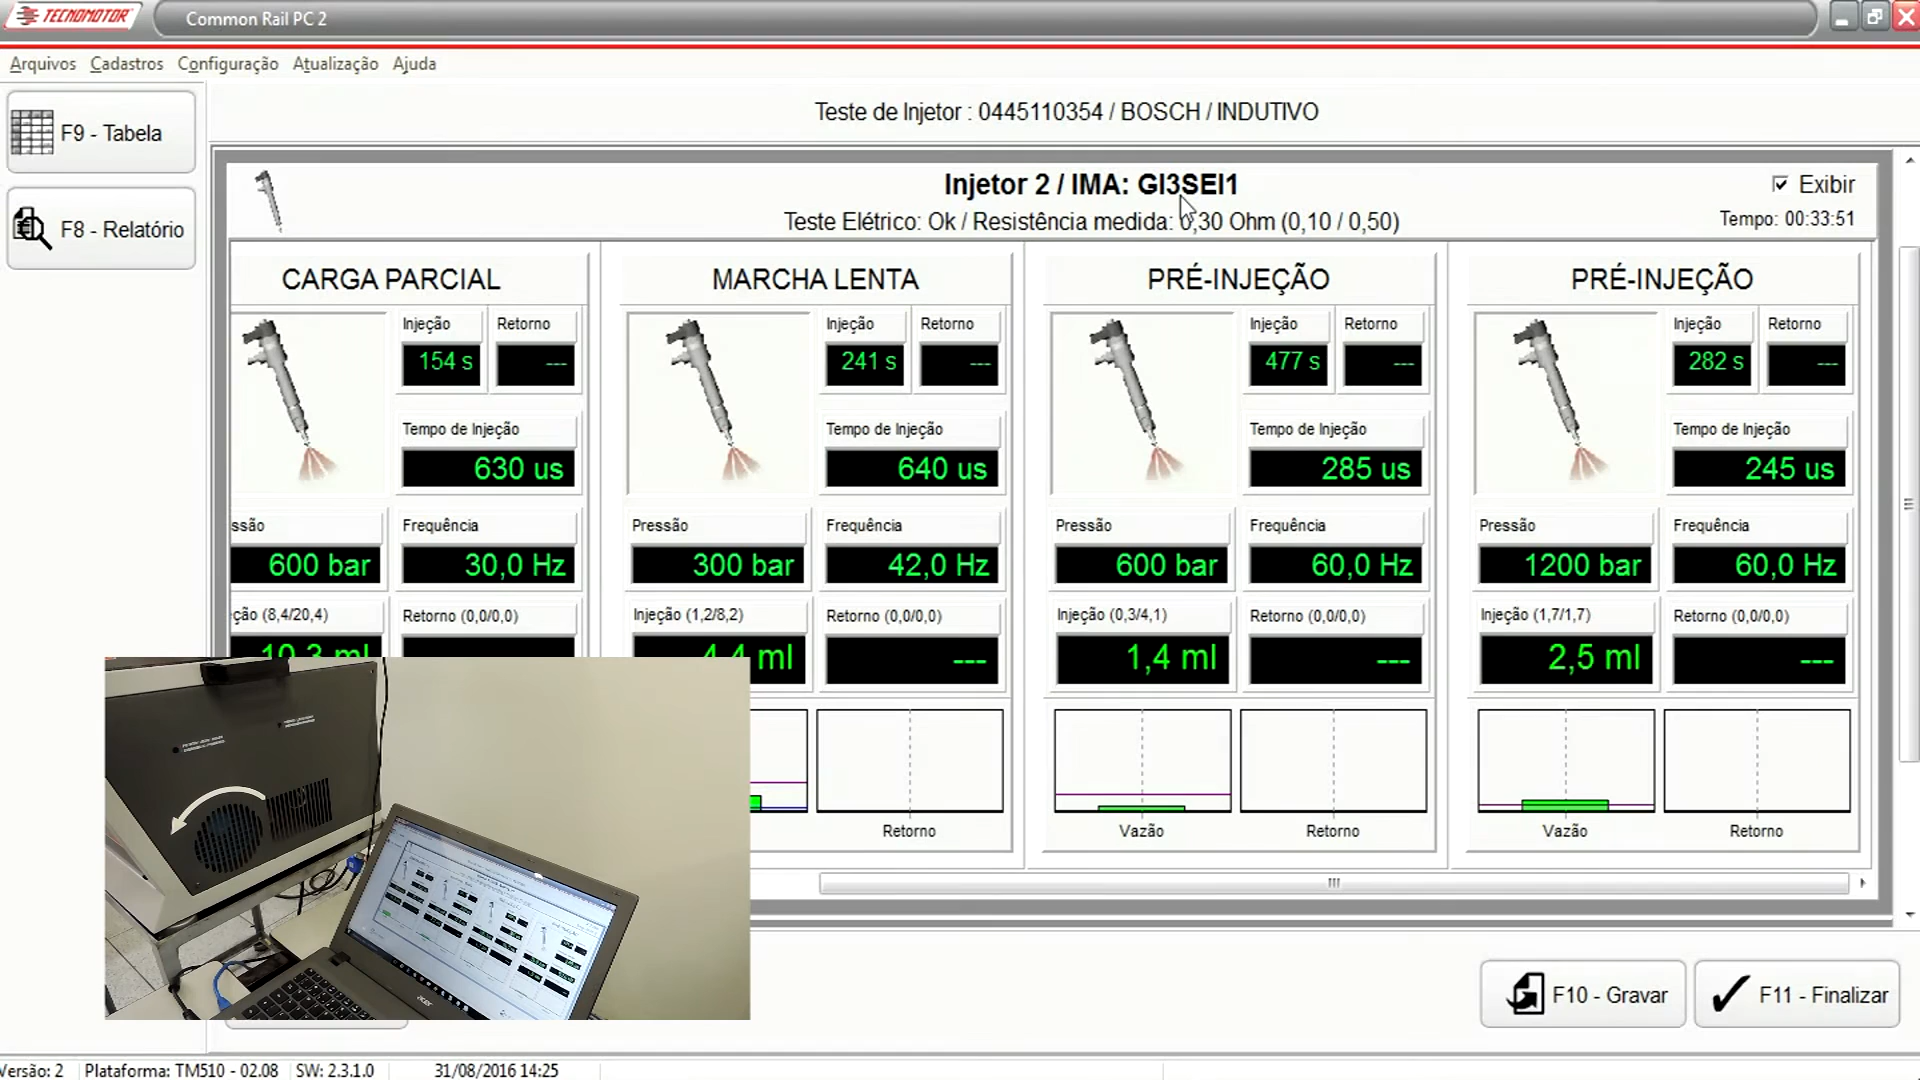 TECNOMOTOR
Common Rail PC 2
Arquivos Cadastros Configuração Atualização Ajuda
F9 - Tabela
F8 - Relatório
Teste de Injetor : 0445110354 / BOSCH / INDUTIVO
Injetor 2 / IMA: GI3SEI1
Exibir
Teste Elétrico: Ok / Resistência medida: 0,30 Ohm (0,10 / 0,50)
Tempo: 00:33:51
CARGA PARCIAL
Injeção Retorno
154 s ---
Tempo de Injeção
630 us
ssão Frequência
600 bar 30,0 Hz
ção (8,4/20,4) Retorno (0,0/0,0)
10,3 ml
MARCHA LENTA
Injeção Retorno
241 s ---
Tempo de Injeção
640 us
Pressão Frequência
300 bar 42,0 Hz
Injeção (1,2/8,2) Retorno (0,0/0,0)
4,4 ml ---
Retorno
PRÉ-INJEÇÃO
Injeção Retorno
477 s ---
Tempo de Injeção
285 us
Pressão Frequência
600 bar 60,0 Hz
Injeção (0,3/4,1) Retorno (0,0/0,0)
1,4 ml ---
Vazão Retorno
PRÉ-INJEÇÃO
Injeção Retorno
282 s ---
Tempo de Injeção
245 us
Pressão Frequência
1200 bar 60,0 Hz
Injeção (1,7/1,7) Retorno (0,0/0,0)
2,5 ml ---
Vazão Retorno
acer
F10 - Gravar
F11 - Finalizar
Versão: 2 Plataforma: TM510 - 02.08 SW: 2.3.1.0 31/08/2016 14:25